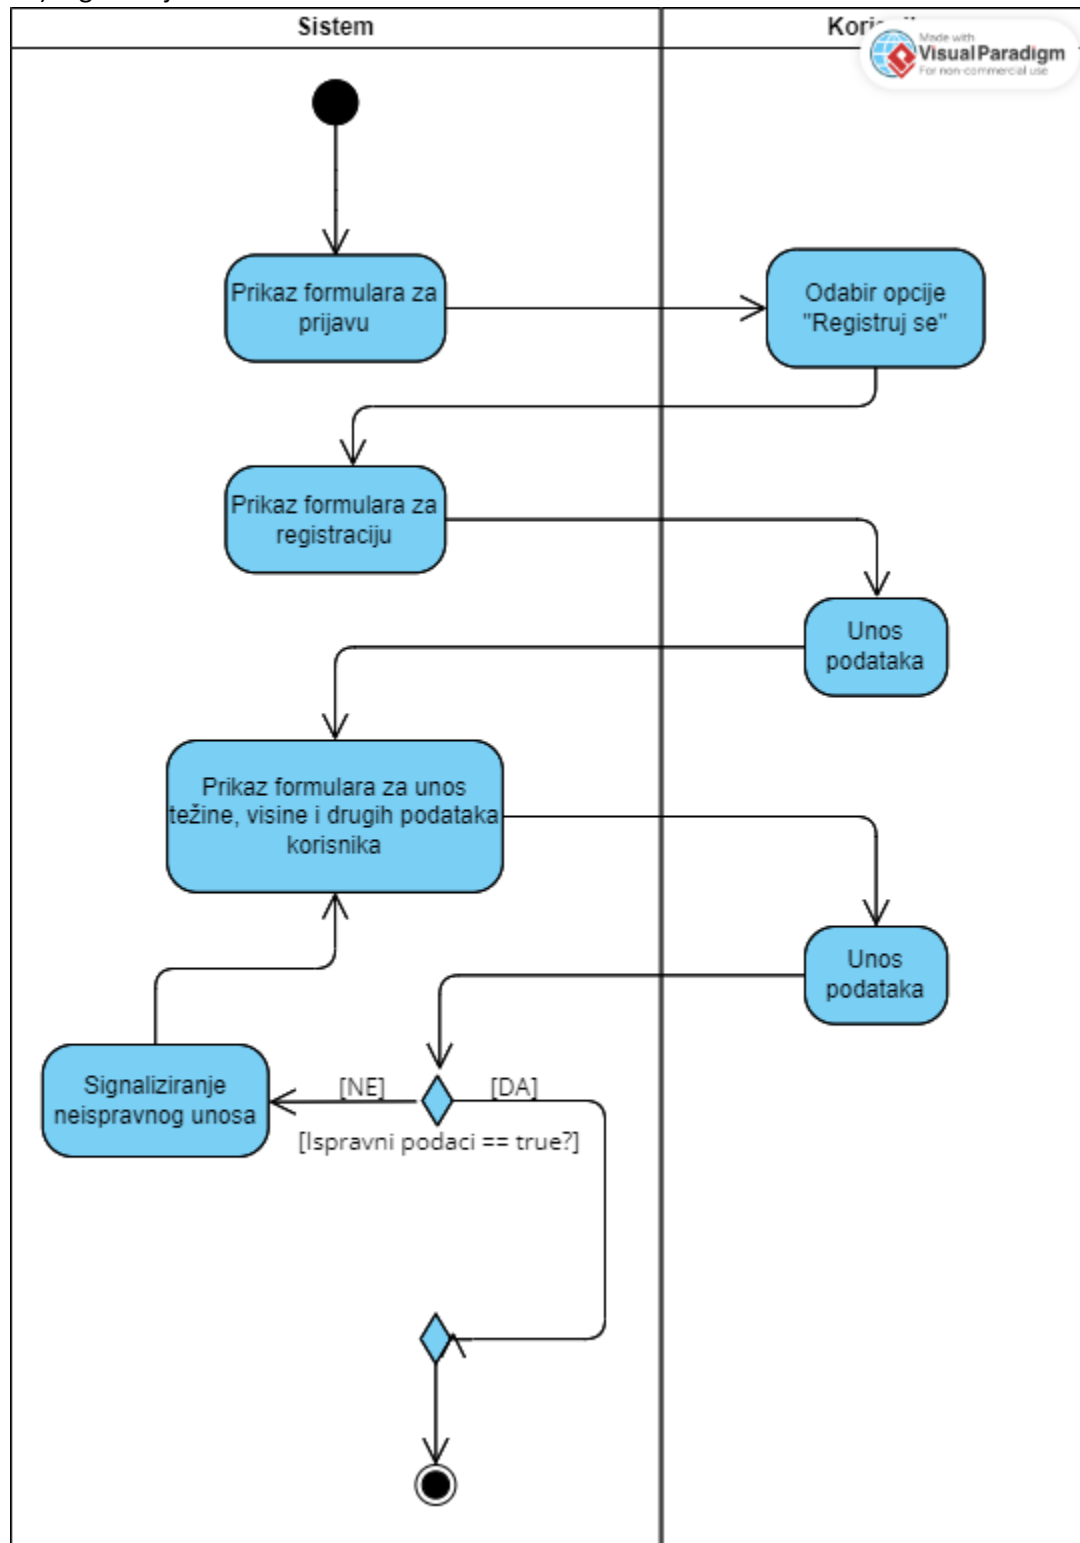 Sistem
Made with
Visual Paradigm
For non-commercial use
Prikaz formulara za
prijavu
Odabir opcije
"Registruj se"
Prikaz formulara za
registraciju
Unos
podataka
Prikaz formulara za unos
težine, visine i drugih podataka
korisnika
Unos
podataka
Signaliziranje
neispravnog unosa
[NE]
[DA]
[Ispravni podaci == true?]